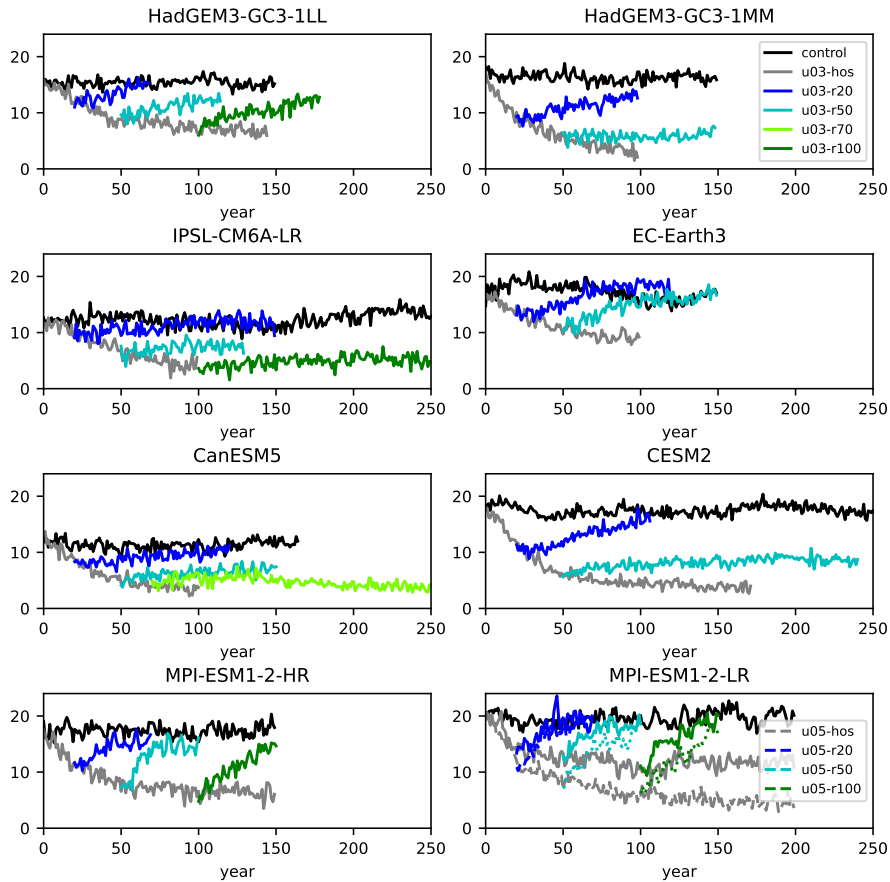 HadGEM3-GC3-1LL
20
10
0
0 50 100 150 200 250
year
HadGEM3-GC3-1MM
control
u03-hos
u03-r20
u03-r50
u03-r70
u03-r100
20
10
0
0 50 100 150 200 250
year
IPSL-CM6A-LR
20
10
0
0 50 100 150 200 250
year
EC-Earth3
20
10
0
0 50 100 150 200 250
year
CanESM5
20
10
0
0 50 100 150 200 250
year
CESM2
20
10
0
0 50 100 150 200 250
year
MPI-ESM1-2-HR
20
10
0
0 50 100 150 200 250
year
MPI-ESM1-2-LR
20
10
0
u05-hos
u05-r20
u05-r50
u05-r100
0 50 100 150 200 250
year